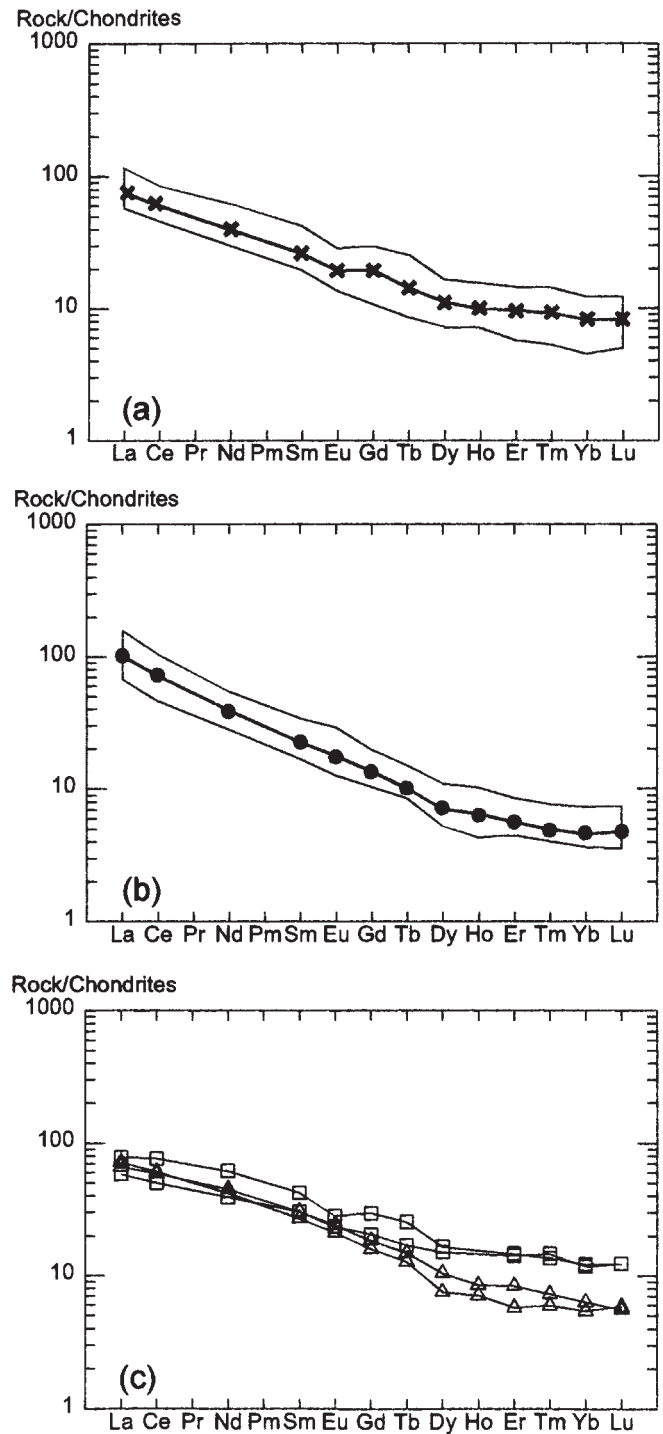 Rock/Chondrites
1000
100
10
1
(a)
La Ce Pr Nd Pm Sm Eu Gd Tb Dy Ho Er Tm Yb Lu
Rock/Chondrites
1000
100
10
1
(b)
La Ce Pr Nd Pm Sm Eu Gd Tb Dy Ho Er Tm Yb Lu
Rock/Chondrites
1000
100
10
1
(c)
La Ce Pr Nd Pm Sm Eu Gd Tb Dy Ho Er Tm Yb Lu